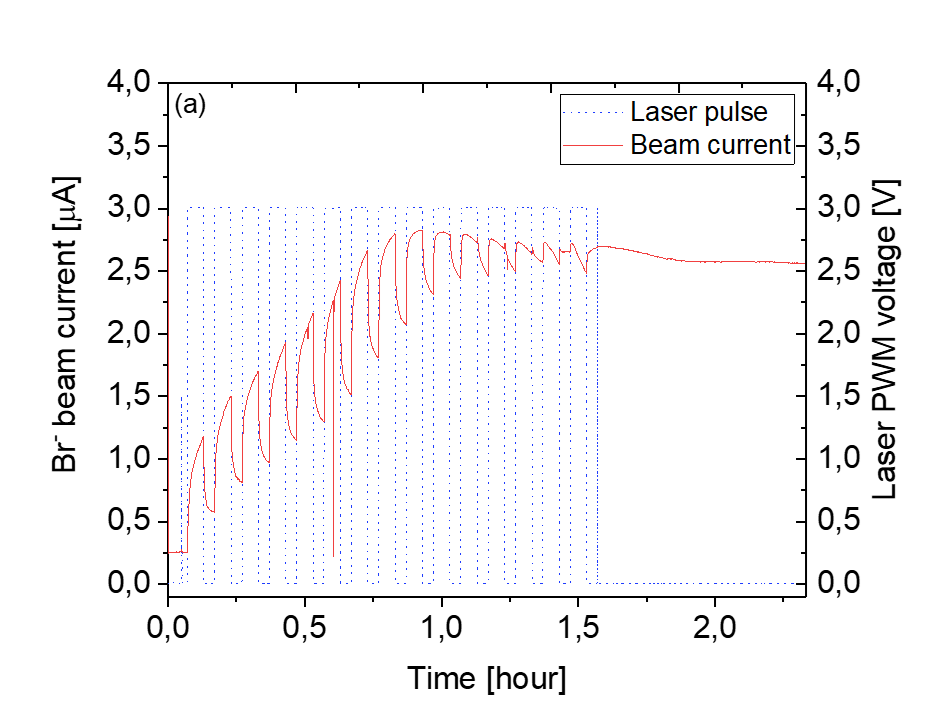 (a)
Laser pulse
Beam current
4,0
3,5
3,0
2,5
2,0
1,5
1,0
0,5
0,0
Br⁻ beam current [μA]
4,0
3,5
3,0
2,5
2,0
1,5
1,0
0,5
0,0
Laser PWM voltage [V]
0,0 0,5 1,0 1,5 2,0
Time [hour]